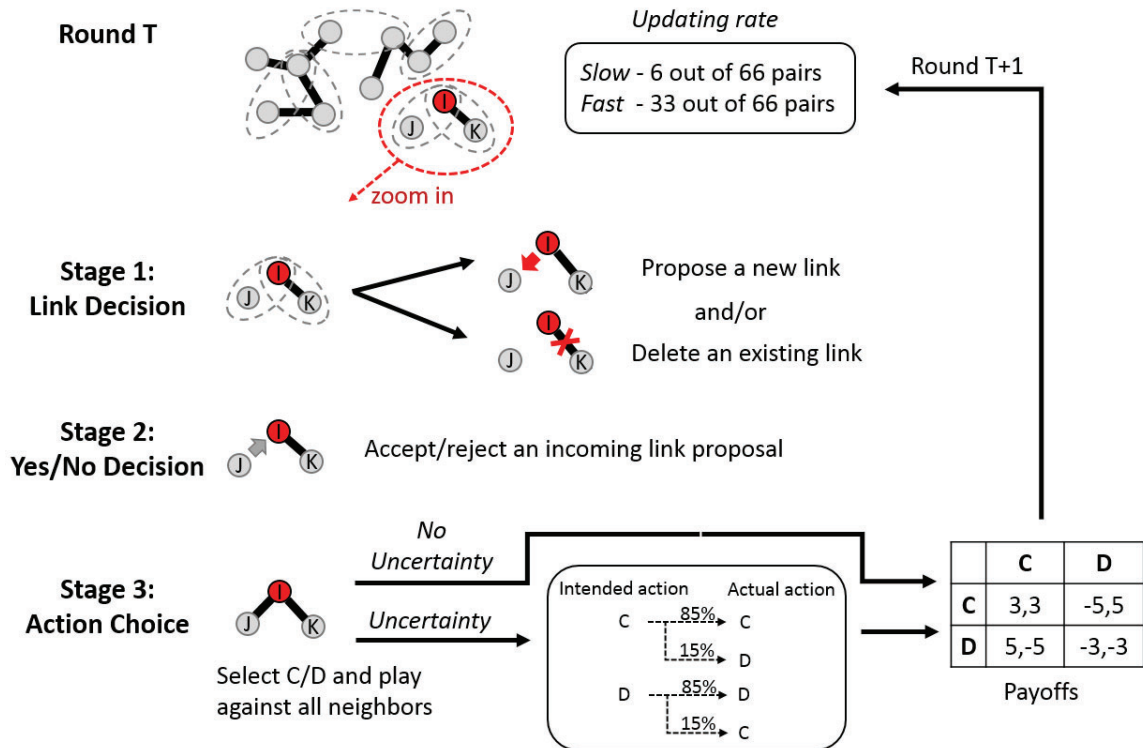 Round T
Updating rate
Slow - 6 out of 66 pairs
Fast - 33 out of 66 pairs
Round T+1
I
J
K
zoom in
Stage 1:
Link Decision
I
J
K
I
J
K
Propose a new link
and/or
I
J
K
Delete an existing link
Stage 2:
Yes/No Decision
I
J
K
Accept/reject an incoming link proposal
Stage 3:
Action Choice
I
J
K
Select C/D and play
against all neighbors
No
Uncertainty
Uncertainty
Intended action Actual action
C 85% C
15% D
D 85% D
15% C
C D
C 3,3 -5,5
D 5,-5 -3,-3
Payoffs